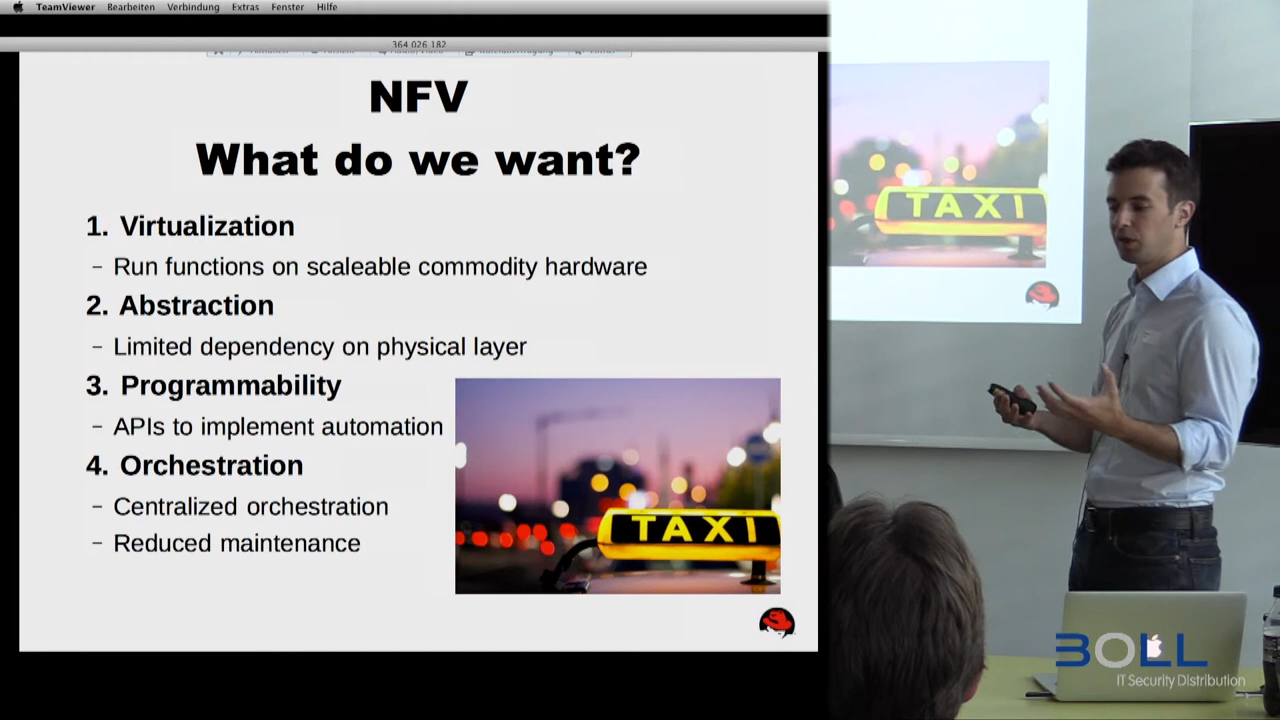 TeamViewer Bearbeiten Verbindung Extras Fenster Hilfe
364 026 182
NFV
What do we want?
1. Virtualization
– Run functions on scaleable commodity hardware
2. Abstraction
– Limited dependency on physical layer
3. Programmability
– APIs to implement automation
4. Orchestration
– Centralized orchestration
– Reduced maintenance
TAXI
TAXI
BOLL
IT Security Distribution